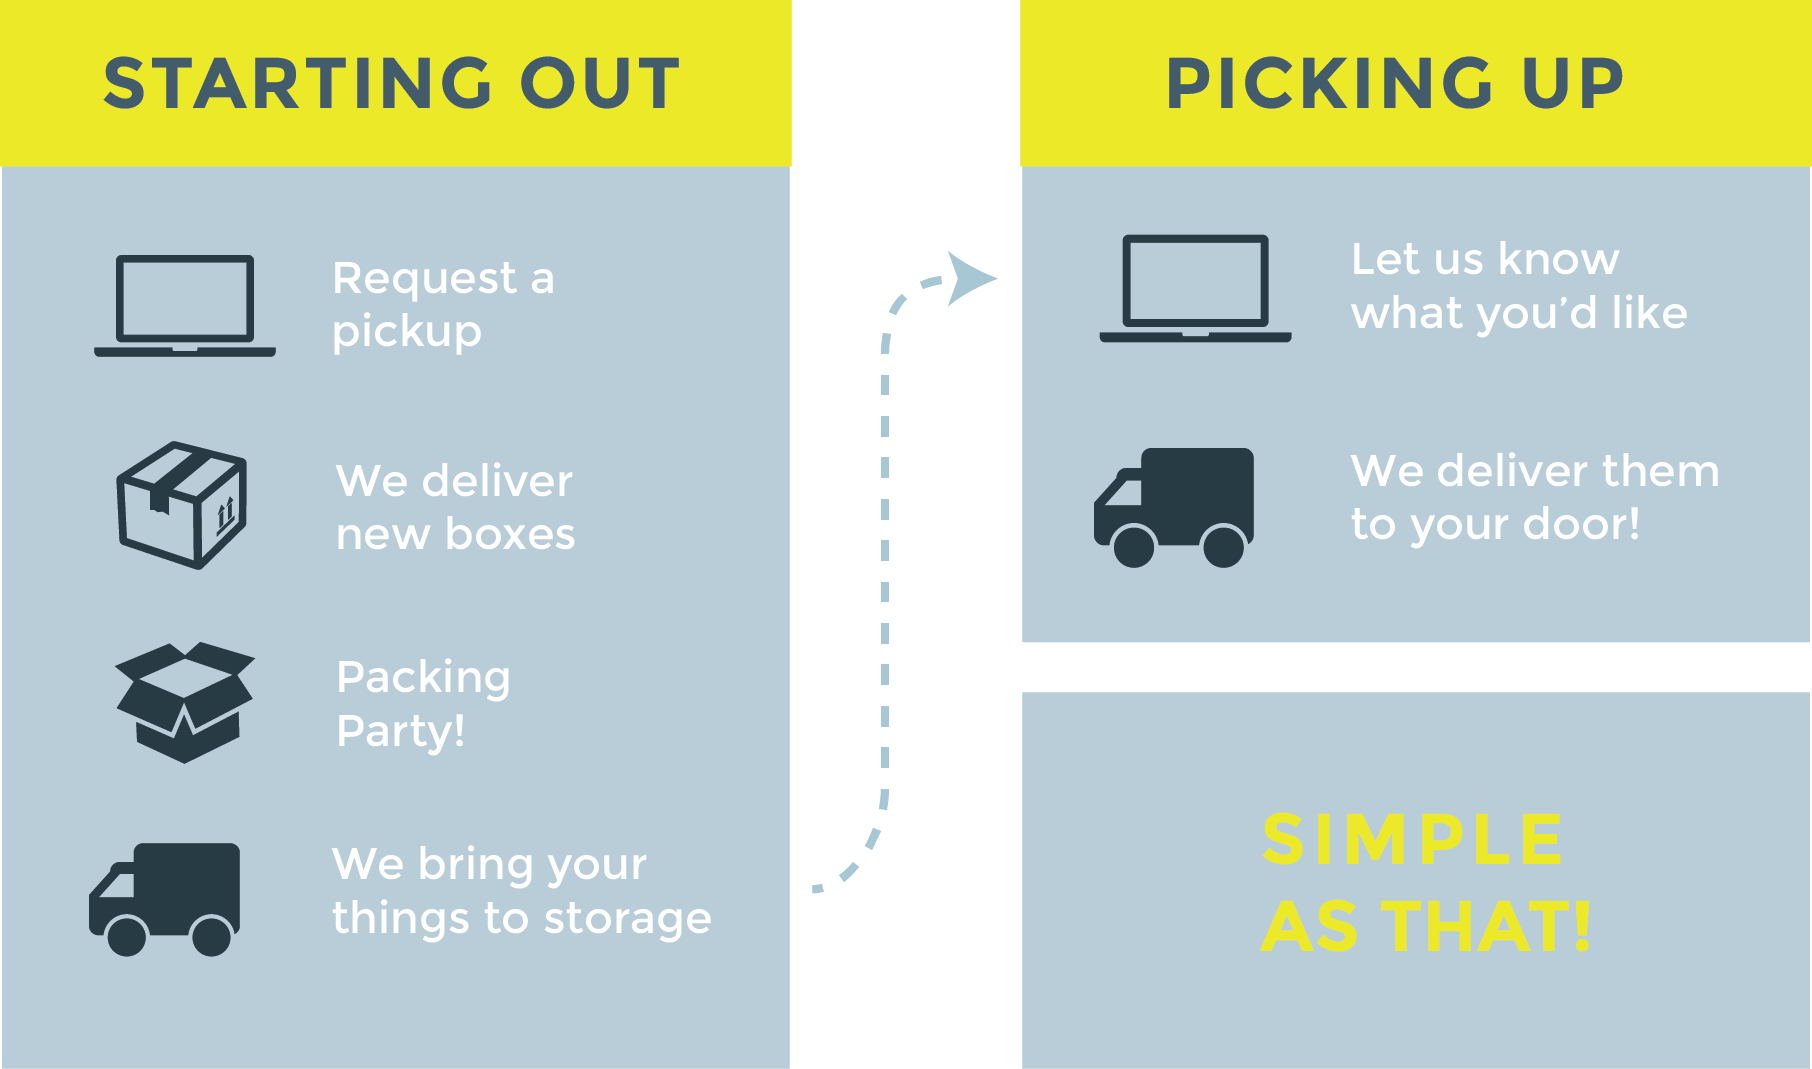 STARTING OUT
Request a
pickup
We deliver
new boxes
Packing
Party!
We bring your
things to storage
PICKING UP
Let us know
what you’d like
We deliver them
to your door!
SIMPLE
AS THAT!